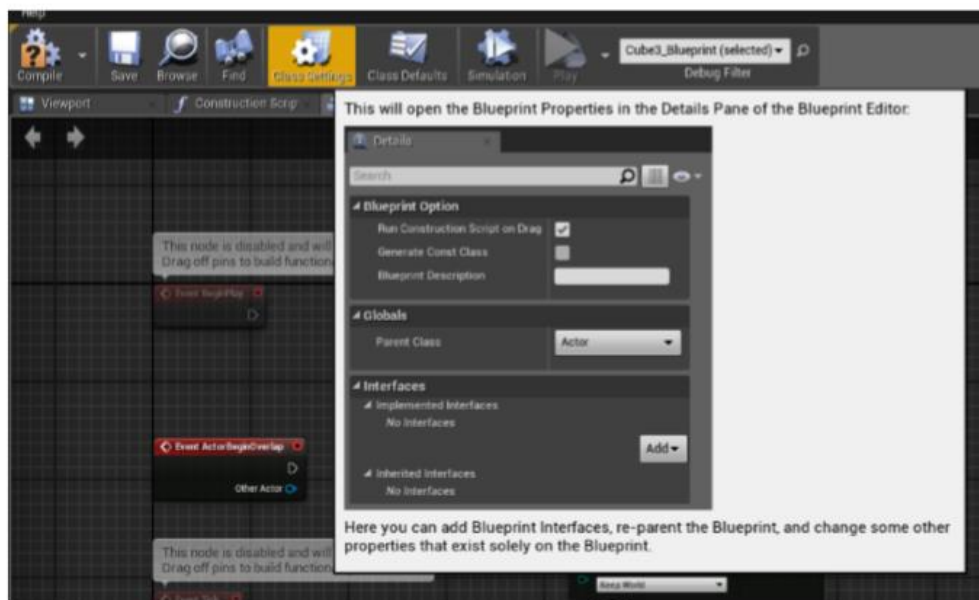 Help
Compile
Save
Browse
Find
Class Settings
Class Defaults
Simulation
Play
Cube3_Blueprint (selected)
Debug Filter
Viewport
Construction Scrip
This will open the Blueprint Properties in the Details Pane of the Blueprint Editor:
Details
Search
Blueprint Option
Run Construction Script on Drag
Generate Const Class
Blueprint Description
Globals
Parent Class
Actor
Interfaces
Implemented Interfaces
No Interfaces
Add
Inherited Interfaces
No Interfaces
Here you can add Blueprint Interfaces, re-parent the Blueprint, and change some other
properties that exist solely on the Blueprint.
This node is disabled and will
Drag off pins to build function
Event BeginPlay
Event ActorBeginOverlap
Other Actor
This node is disabled and will
Drag off pins to build function
Keep World